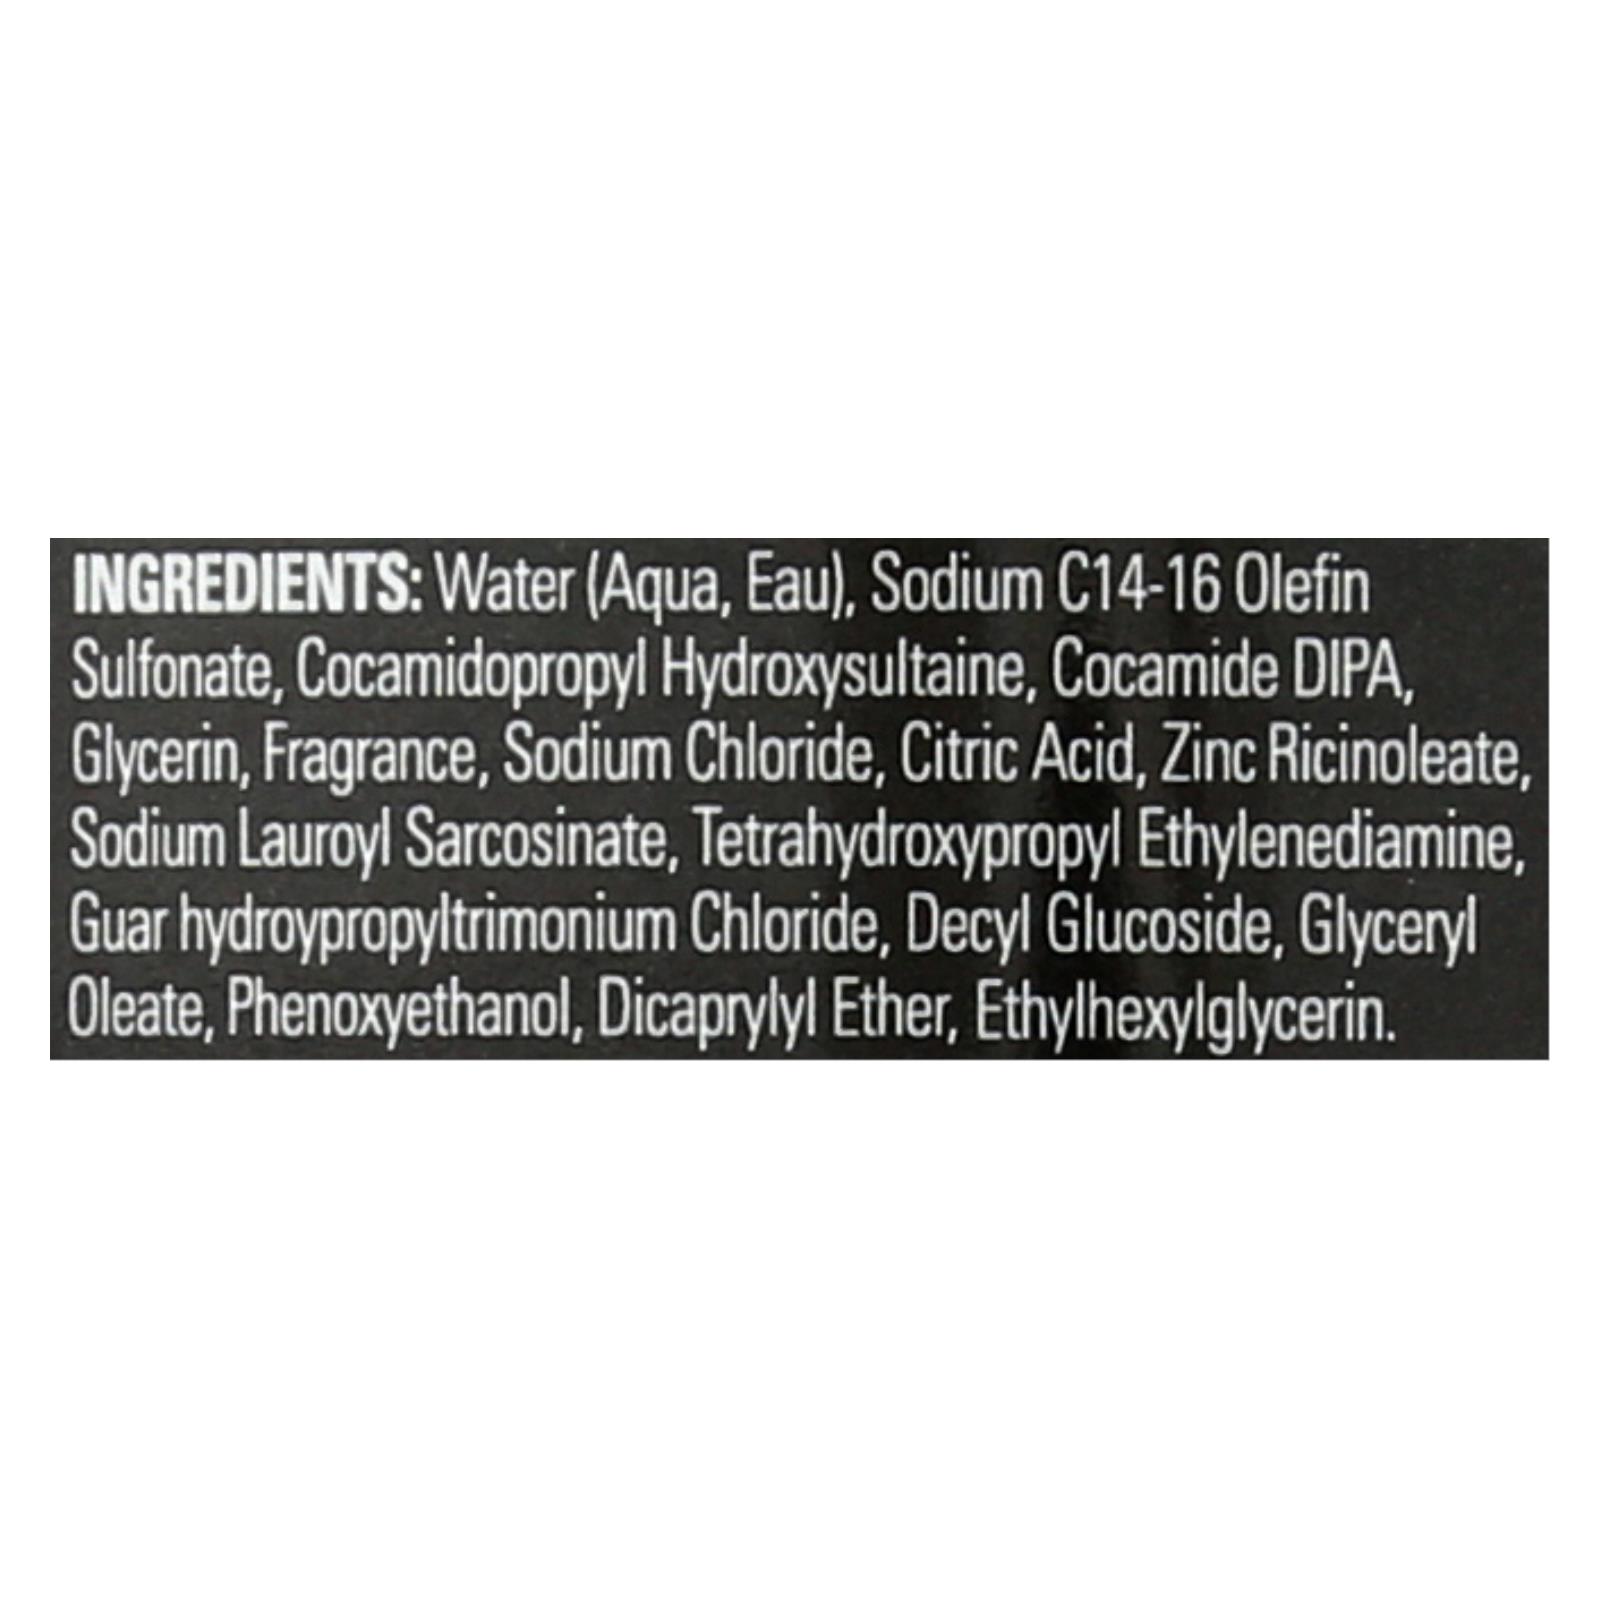 INGREDIENTS: Water (Aqua, Eau), Sodium C14-16 Olefin
Sulfonate, Cocamidopropyl Hydroxysultaine, Cocamide DIPA,
Glycerin, Fragrance, Sodium Chloride, Citric Acid, Zinc Ricinoleate,
Sodium Lauroyl Sarcosinate, Tetrahydroxypropyl Ethylenediamine,
Guar hydroypropyltrimonium Chloride, Decyl Glucoside, Glyceryl
Oleate, Phenoxyethanol, Dicaprylyl Ether, Ethylhexylglycerin.